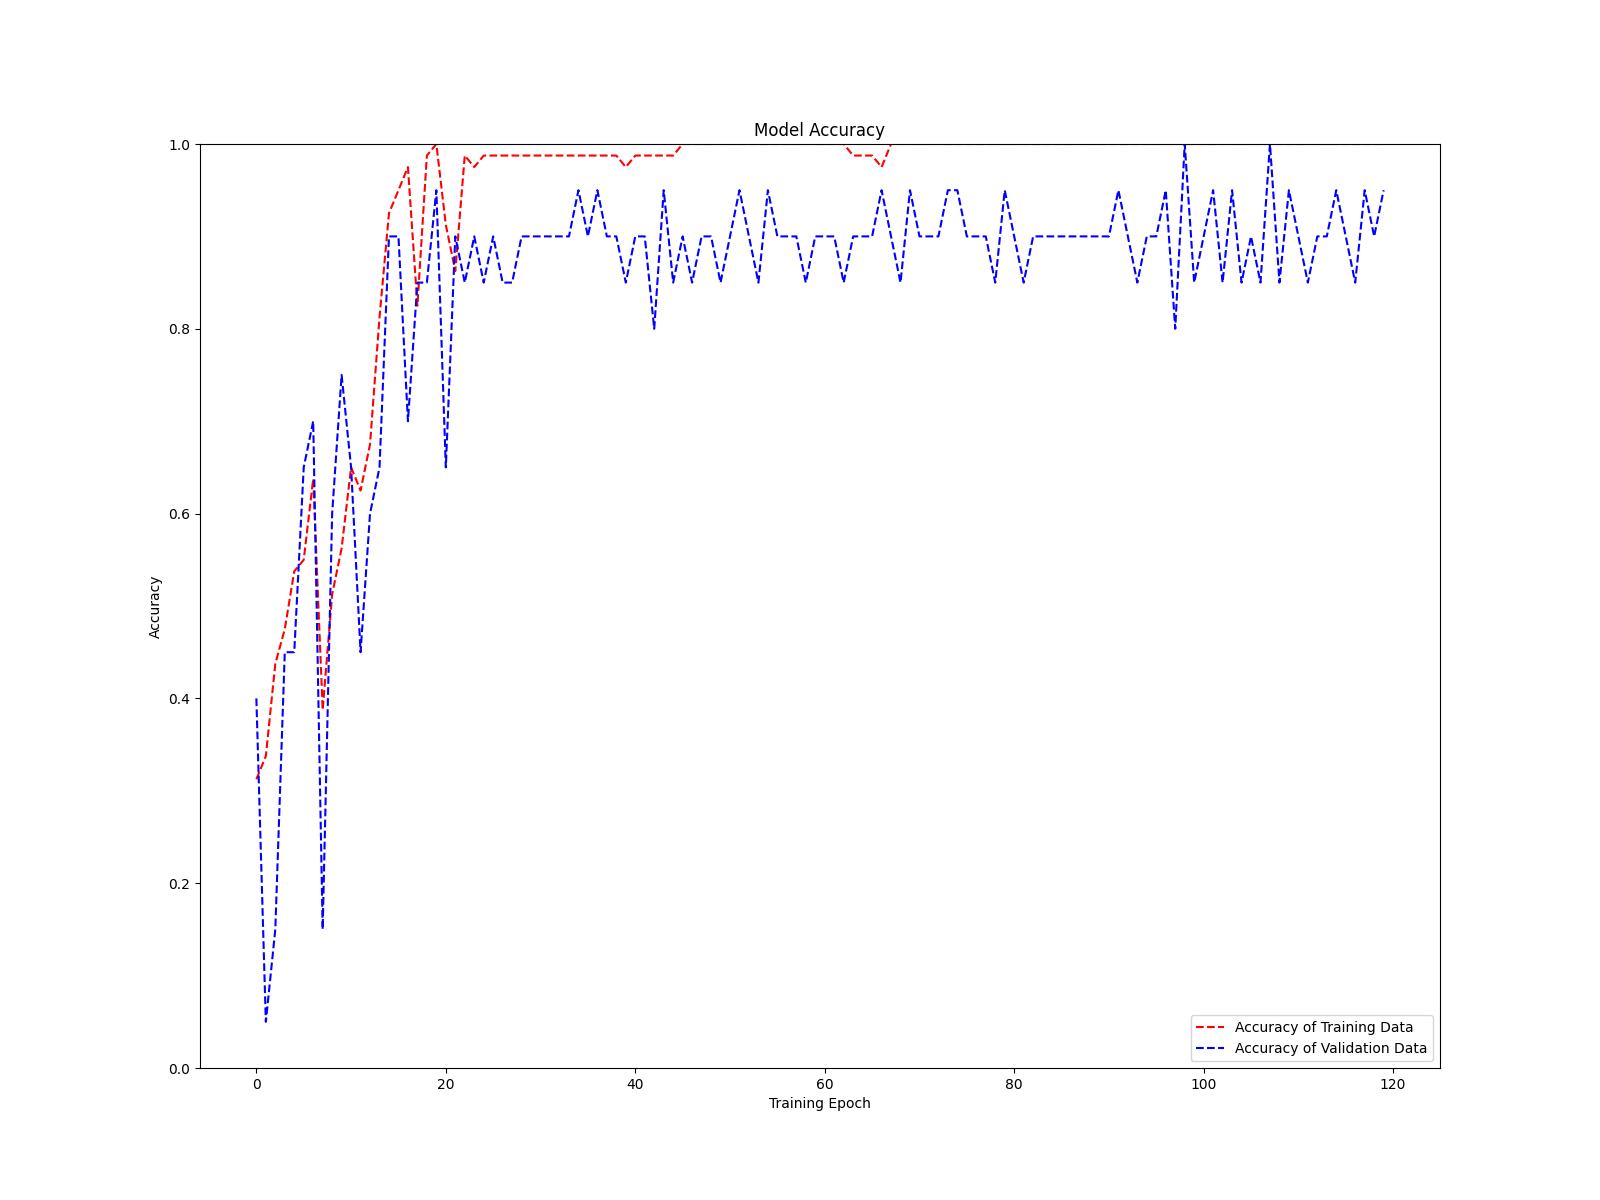 Model Accuracy
1.0
0.8
0.6
0.4
0.2
0.0
Accuracy
0 20 40 60 80 100 120
Training Epoch
Accuracy of Training Data
Accuracy of Validation Data